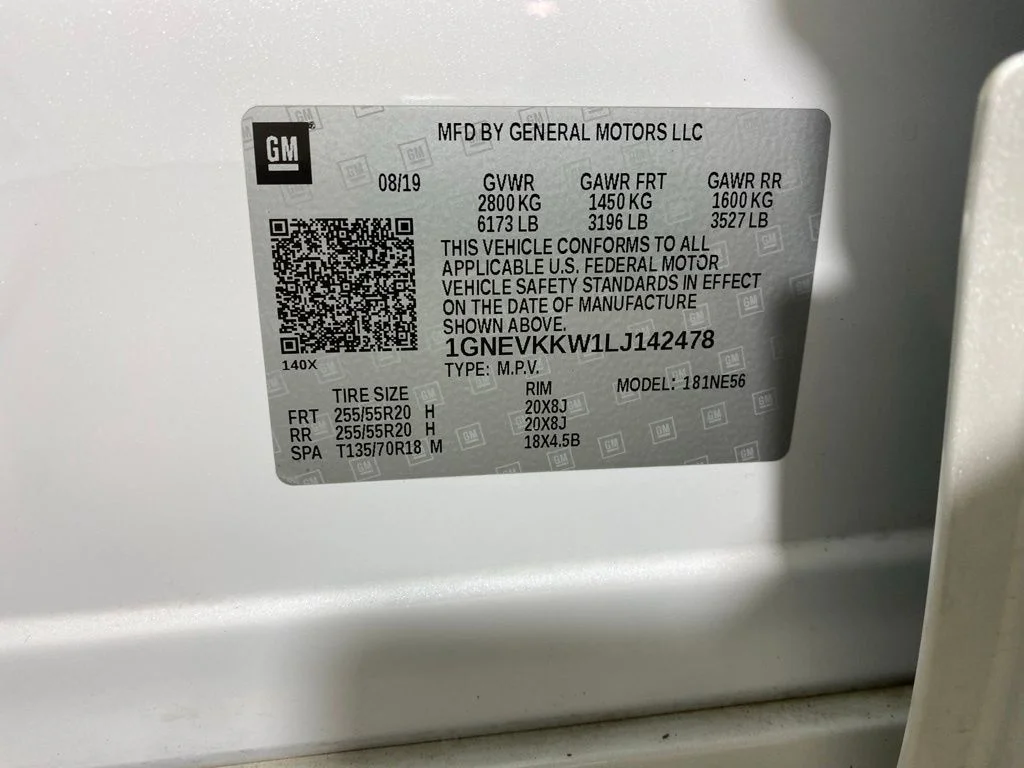 GM
MFD BY GENERAL MOTORS LLC
08/19 GVWR GAWR FRT GAWR RR
2800 KG 1450 KG 1600 KG
6173 LB 3196 LB 3527 LB
THIS VEHICLE CONFORMS TO ALL
APPLICABLE U.S. FEDERAL MOTOR
VEHICLE SAFETY STANDARDS IN EFFECT
ON THE DATE OF MANUFACTURE
SHOWN ABOVE.
1GNEVKKW1LJ142478
140X
TYPE: M.P.V.
TIRE SIZE RIM MODEL: 181NE56
FRT 255/55R20 H 20X8J
RR 255/55R20 H 20X8J
SPA T135/70R18 M 18X4.5B